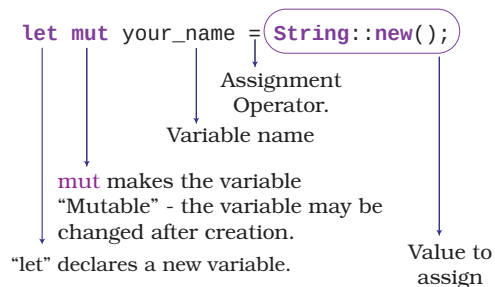 let mut your_name = String::new();
Assignment
Operator.
Variable name
mut makes the variable
“Mutable” - the variable may be
changed after creation.
“let” declares a new variable.
Value to
assign